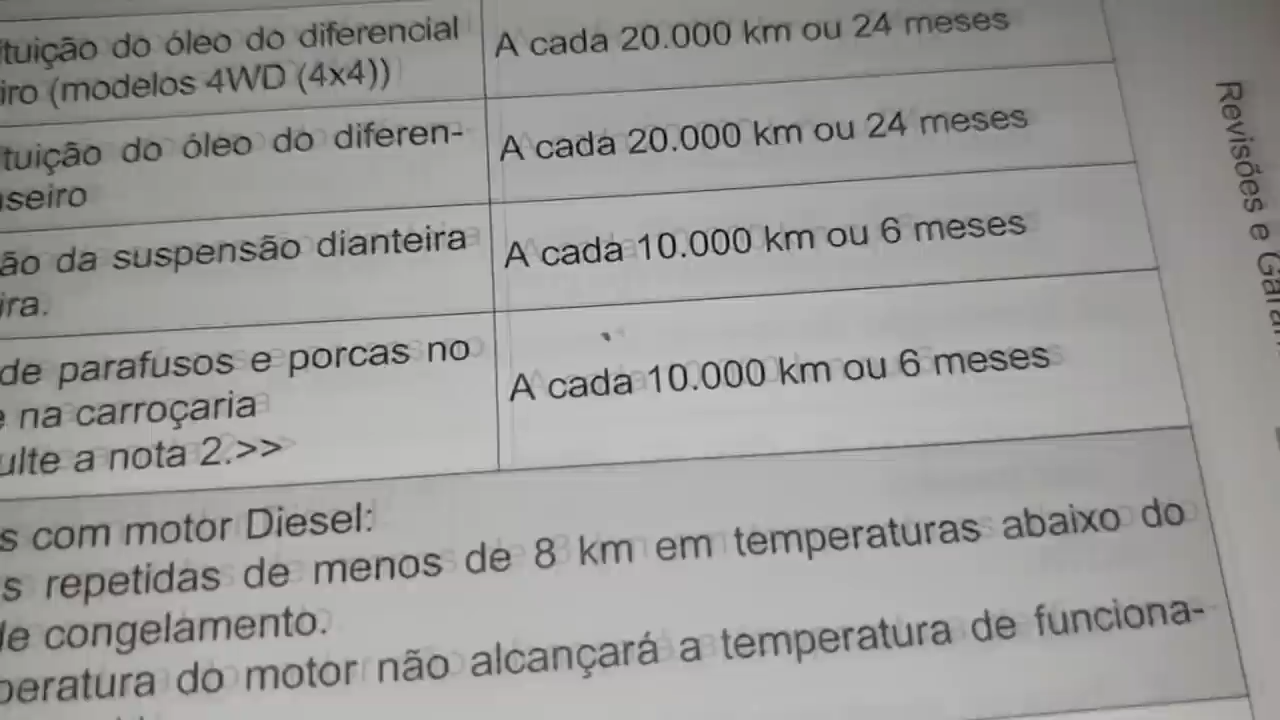 tuição do óleo do diferencial
iro (modelos 4WD (4x4))
A cada 20.000 km ou 24 meses
tuição do óleo do diferen-
seiro
A cada 20.000 km ou 24 meses
ão da suspensão dianteira
ira.
A cada 10.000 km ou 6 meses
de parafusos e porcas no
e na carroçaria
ulte a nota 2.>>
A cada 10.000 km ou 6 meses
s com motor Diesel:
s repetidas de menos de 8 km em temperaturas abaixo do
de congelamento.
peratura do motor não alcançará a temperatura de funciona-
Revisões e Garan